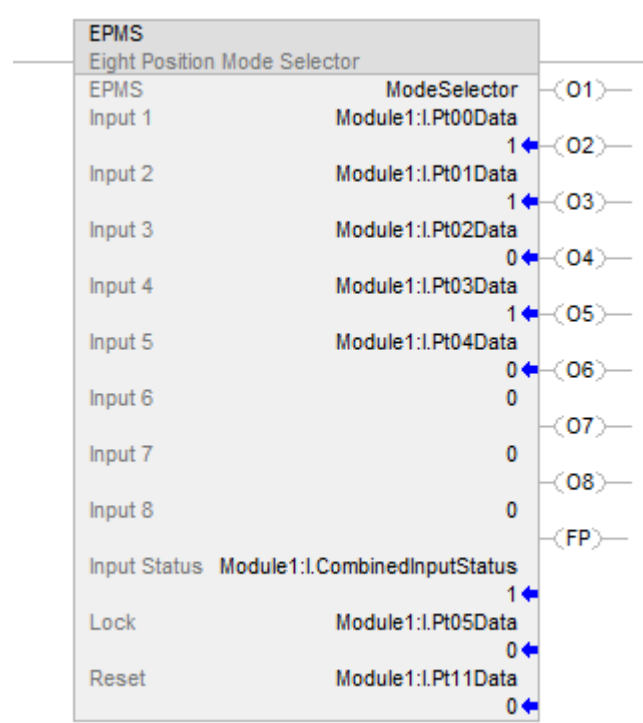 EPMS
Eight Position Mode Selector
EPMS ModeSelector (O1)
Input 1 Module1:I.Pt00Data
1 (O2)
Input 2 Module1:I.Pt01Data
1 (O3)
Input 3 Module1:I.Pt02Data
0 (O4)
Input 4 Module1:I.Pt03Data
1 (O5)
Input 5 Module1:I.Pt04Data
0 (O6)
Input 6 0
(O7)
Input 7 0
(O8)
Input 8 0
(FP)
Input Status Module1:I.CombinedInputStatus
1
Lock Module1:I.Pt05Data
0
Reset Module1:I.Pt11Data
0